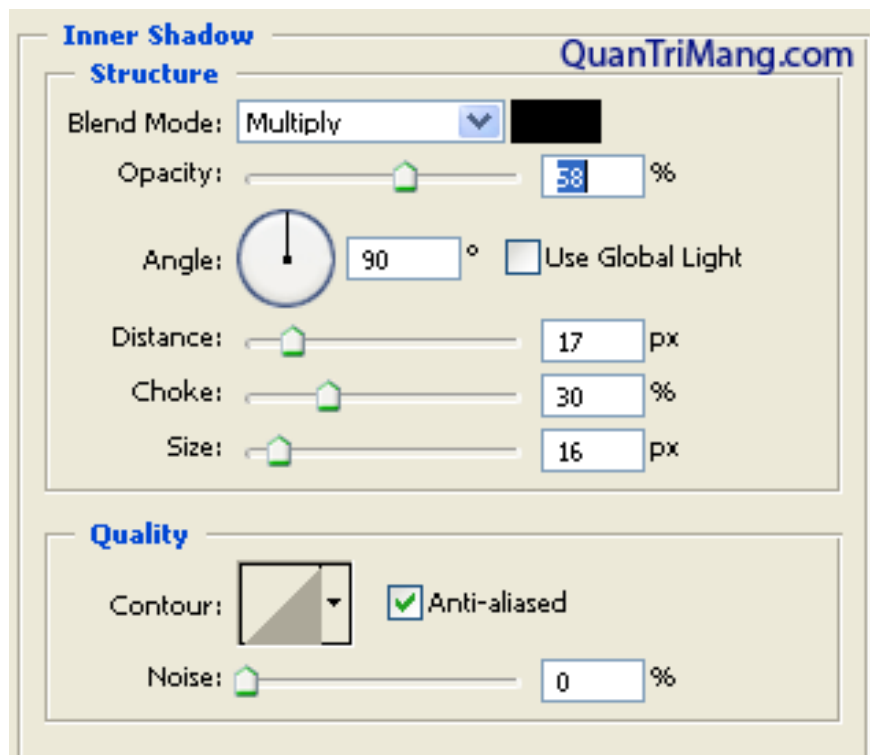 Inner Shadow
QuanTriMang.com
Structure
Blend Mode: Multiply
Opacity: 58 %
Angle: 90 ° Use Global Light
Distance: 17 px
Choke: 30 %
Size: 16 px
Quality
Contour: Anti-aliased
Noise: 0 %